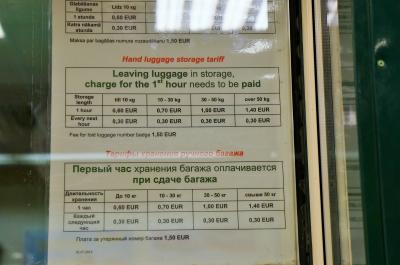 Glabāšanas
ilgums
Līdz 10 kg
1 stunda
0,60 EUR
Katra nākamā
stunda
0,30 EUR
0,30
Maksa par bagāžas numura nozaudēšanu 1,50 EUR
Hand luggage storage tariff
Leaving luggage in storage,
charge for the 1st hour needs to be paid
Storage
length
till 10 kg
10 - 30 kg
30 - 50 kg
over 50 kg
1 hour
0,60 EUR
0,70 EUR
1,00 EUR
1,40 EUR
Every next
hour
0,30 EUR
0,30 EUR
0,30 EUR
0,30 EUR
Fee for lost luggage number badge 1,50 EUR
Тарифы хранения ручного багажа
Первый час хранения багажа оплачивается
при сдаче багажа
Длительность
хранения
До 10 кг
10 - 30 кг
30 - 50 кг
свыше 50 кг
1 час
0,60 EUR
0,70 EUR
1,00 EUR
1,40 EUR
Каждый
следующий
час
0,30 EUR
0,30 EUR
0,30 EUR
0,30 EUR
Плата за утерянный номер багажа 1,50 EUR